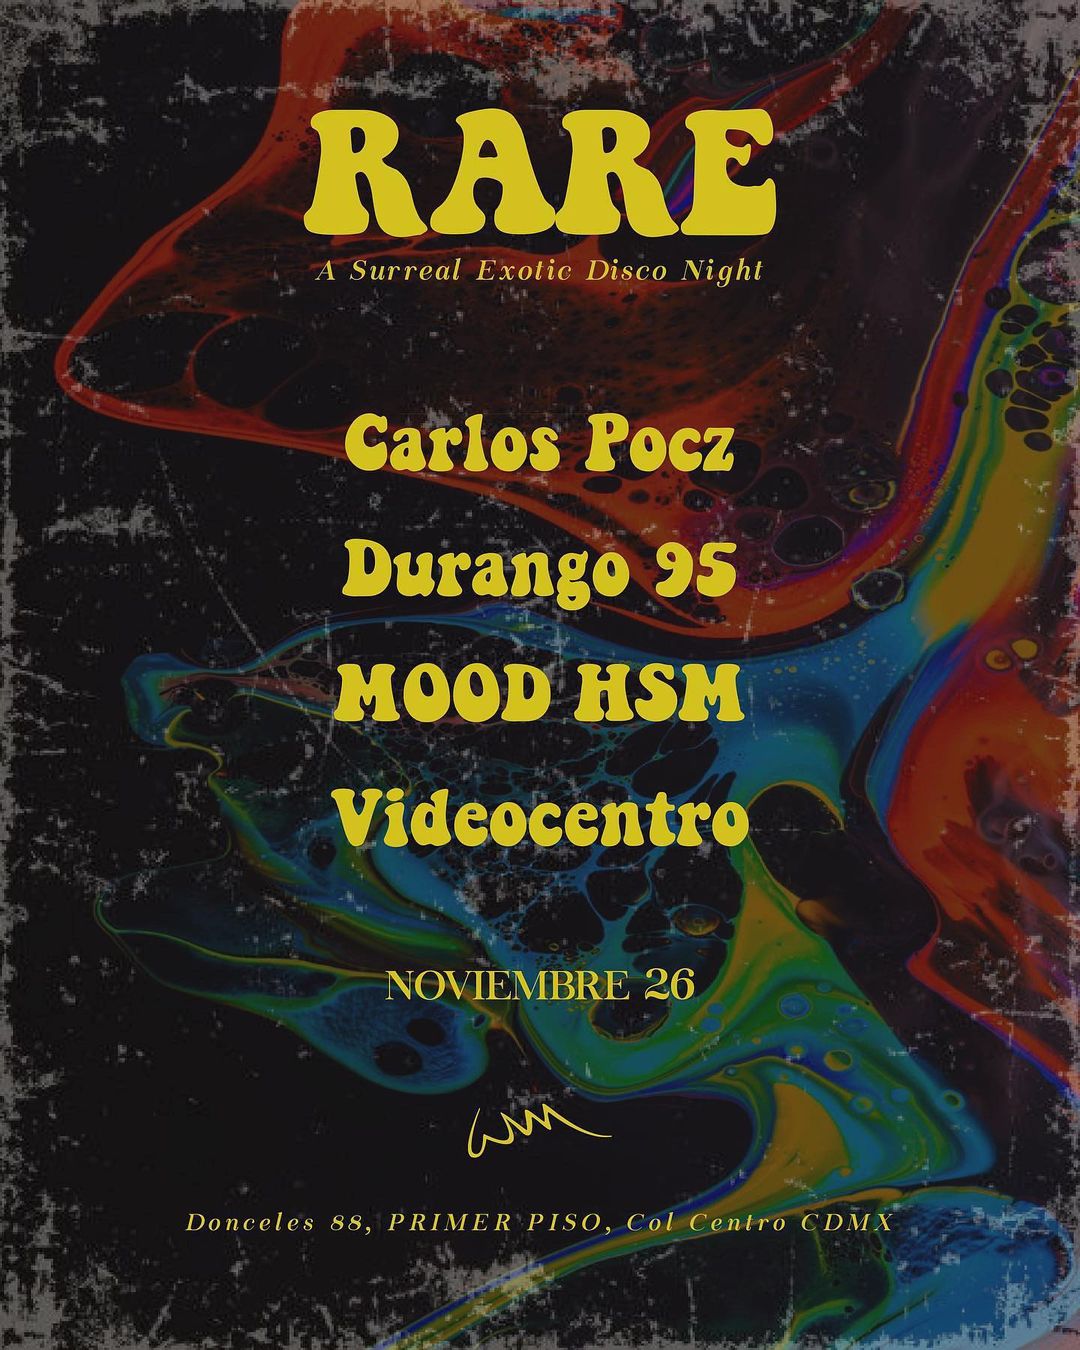 RARE
A Surreal Exotic Disco Night
Carlos Pocz
Durango 95
MOOD HSM
Videocentro
NOVIEMBRE 26
Donceles 88, PRIMER PISO, Col Centro CDMX